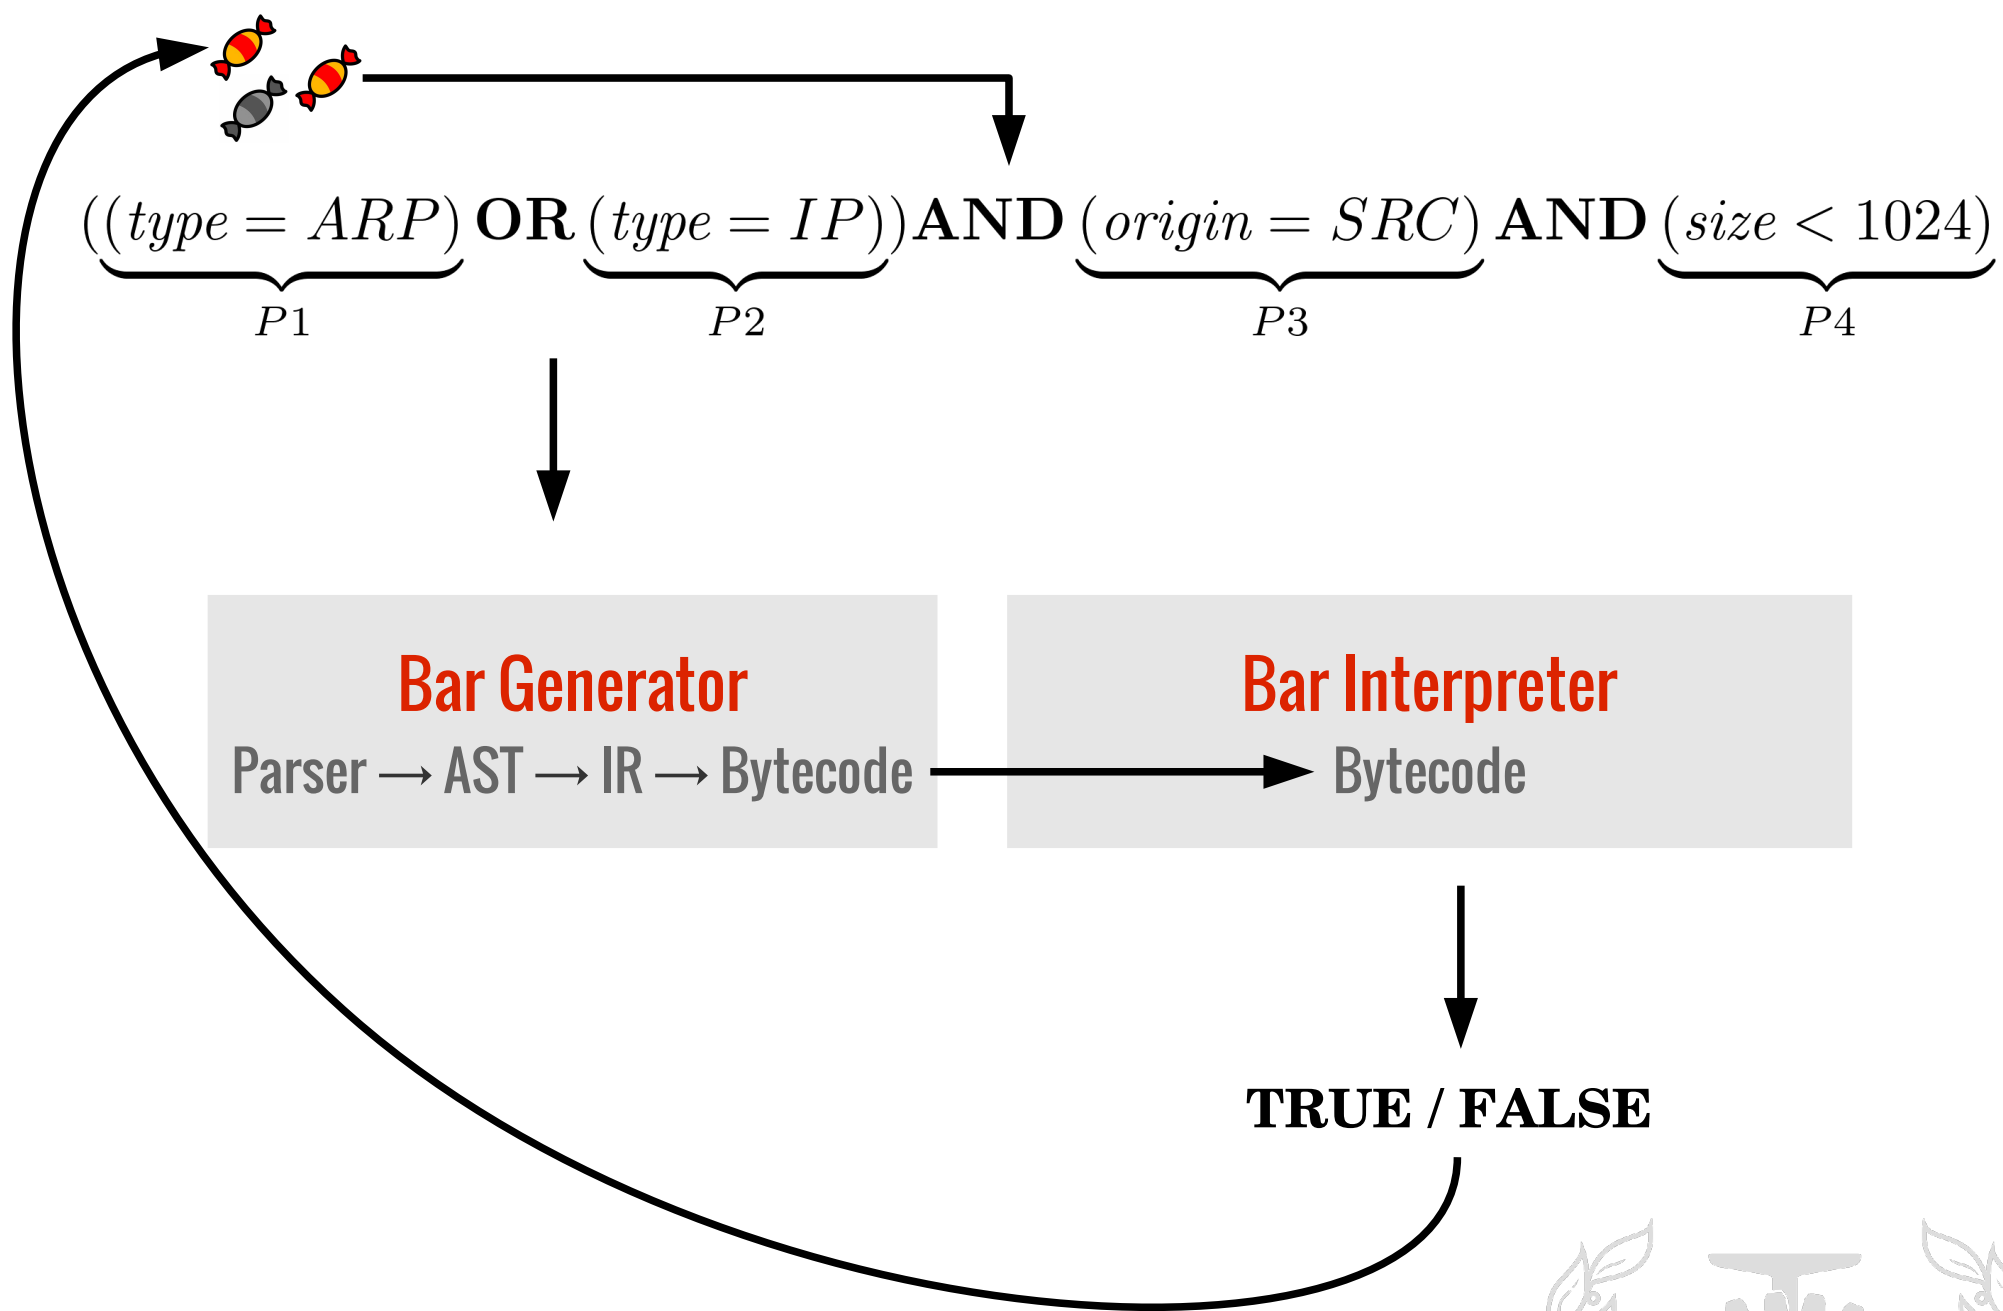 ((type = ARP) OR (type = IP)) AND (origin = SRC) AND (size < 1024)
P1 P2 P3 P4
Bar Generator
Parser → AST → IR → Bytecode
Bar Interpreter
Bytecode
TRUE / FALSE